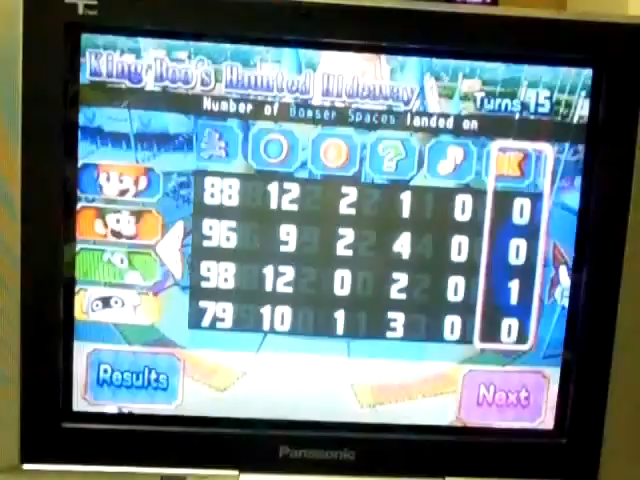 King Boo's Haunted Hideaway
Turns 15
Number of Bowser Spaces landed on
? DK
88 12 2 1 0 0
96 9 2 4 0 0
98 12 0 2 0 1
79 10 1 3 0 0
Results
Next
Panasonic